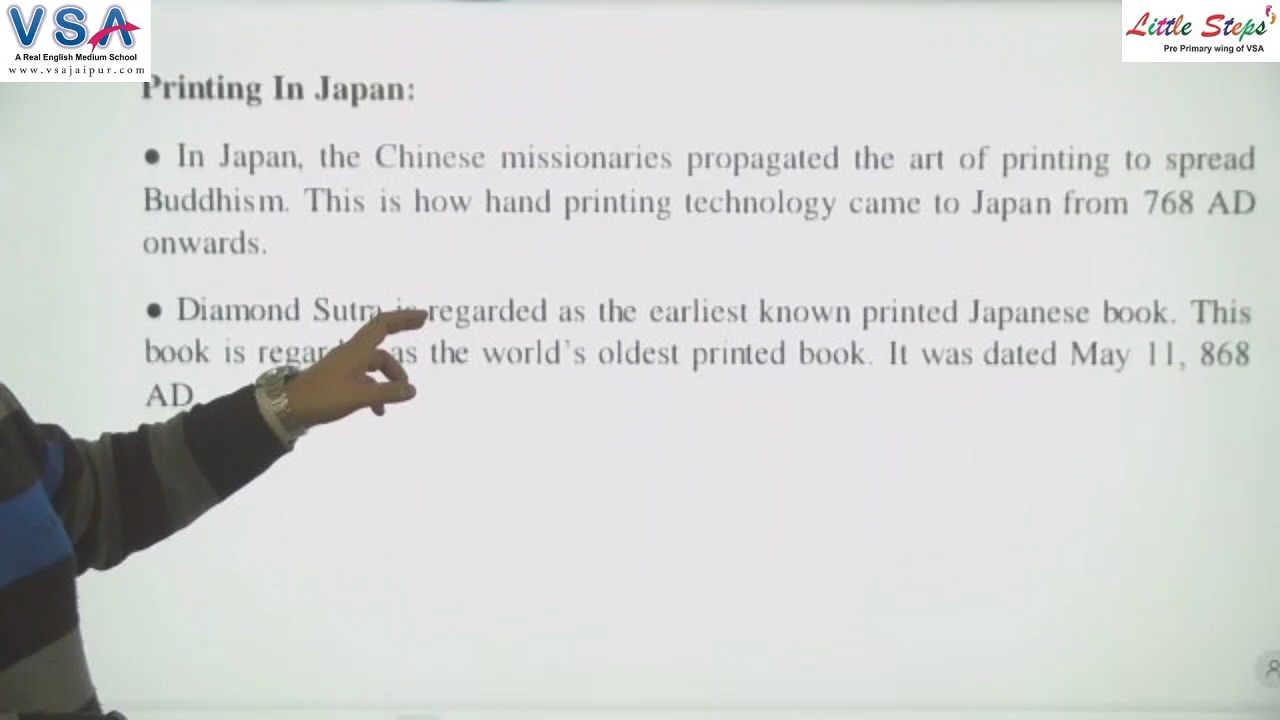 VSA
A Real English Medium School
www.vsajaipur.com
Little Steps
Pre Primary wing of VSA
Printing In Japan:
● In Japan, the Chinese missionaries propagated the art of printing to spread
Buddhism. This is how hand printing technology came to Japan from 768 AD
onwards.
● Diamond Sutra is regarded as the earliest known printed Japanese book. This
book is as the world's oldest printed book. It was dated May 11, 868
AD.